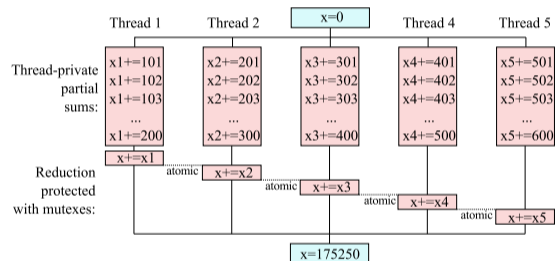 x=0
Thread 1 Thread 2 Thread 4 Thread 5
Thread-private
partial
sums:
x1+=101 x2+=201 x3+=301 x4+=401 x5+=501
x1+=102 x2+=202 x3+=302 x4+=402 x5+=502
x1+=103 x2+=203 x3+=303 x4+=403 x5+=503
... ... ... ... ...
x1+=200 x2+=300 x3+=400 x4+=500 x5+=600
Reduction
protected
with mutexes:
x+=x1
atomic x+=x2
atomic x+=x3
atomic x+=x4
atomic x+=x5
x=175250